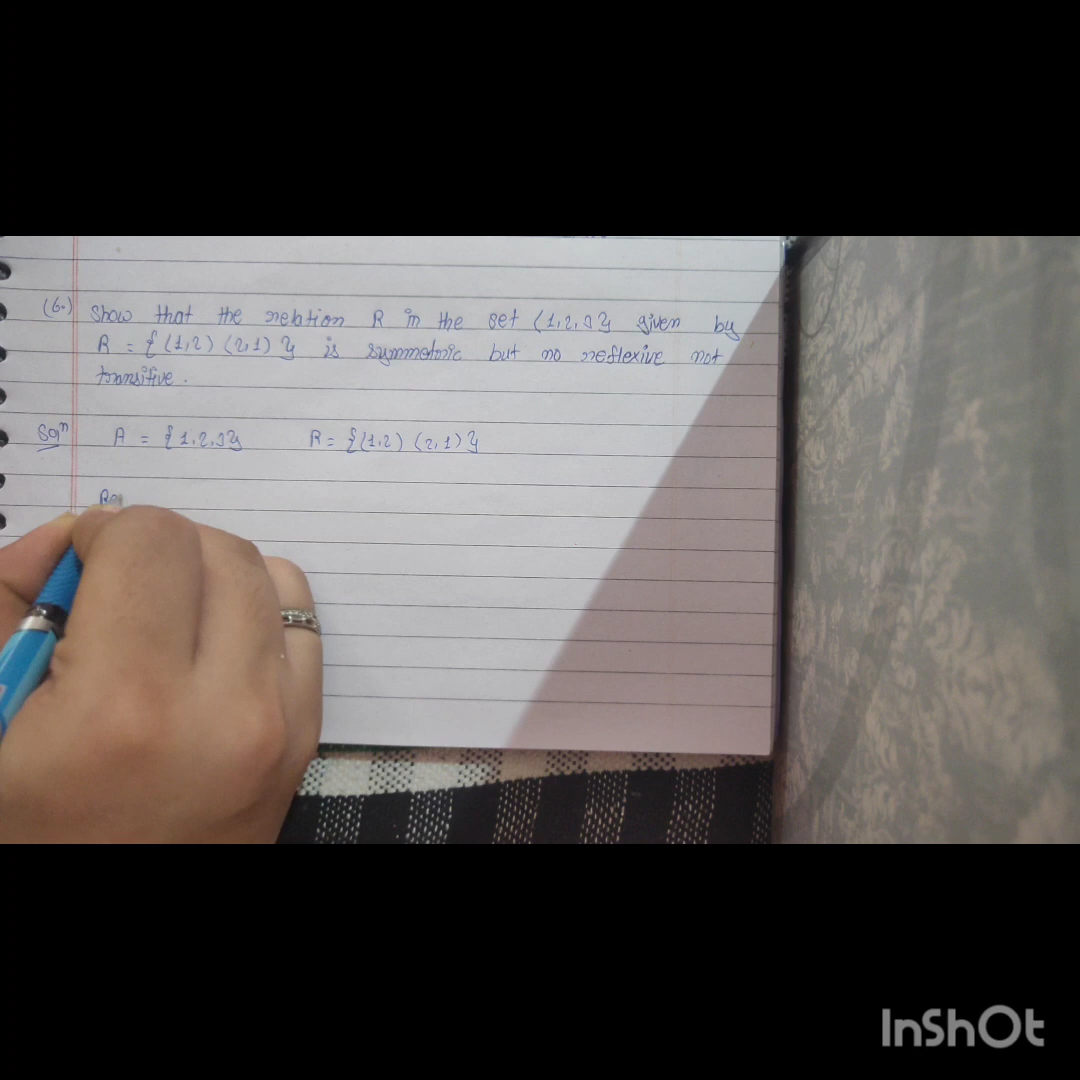 (6.) Show that the relation R in the set (1,2,3} given by
R = {(1,2) (2,1)} is symmetric but no reflexive not
transitive.
Solⁿ A = {1,2,3} R = {(1,2) (2,1)}
InShOt